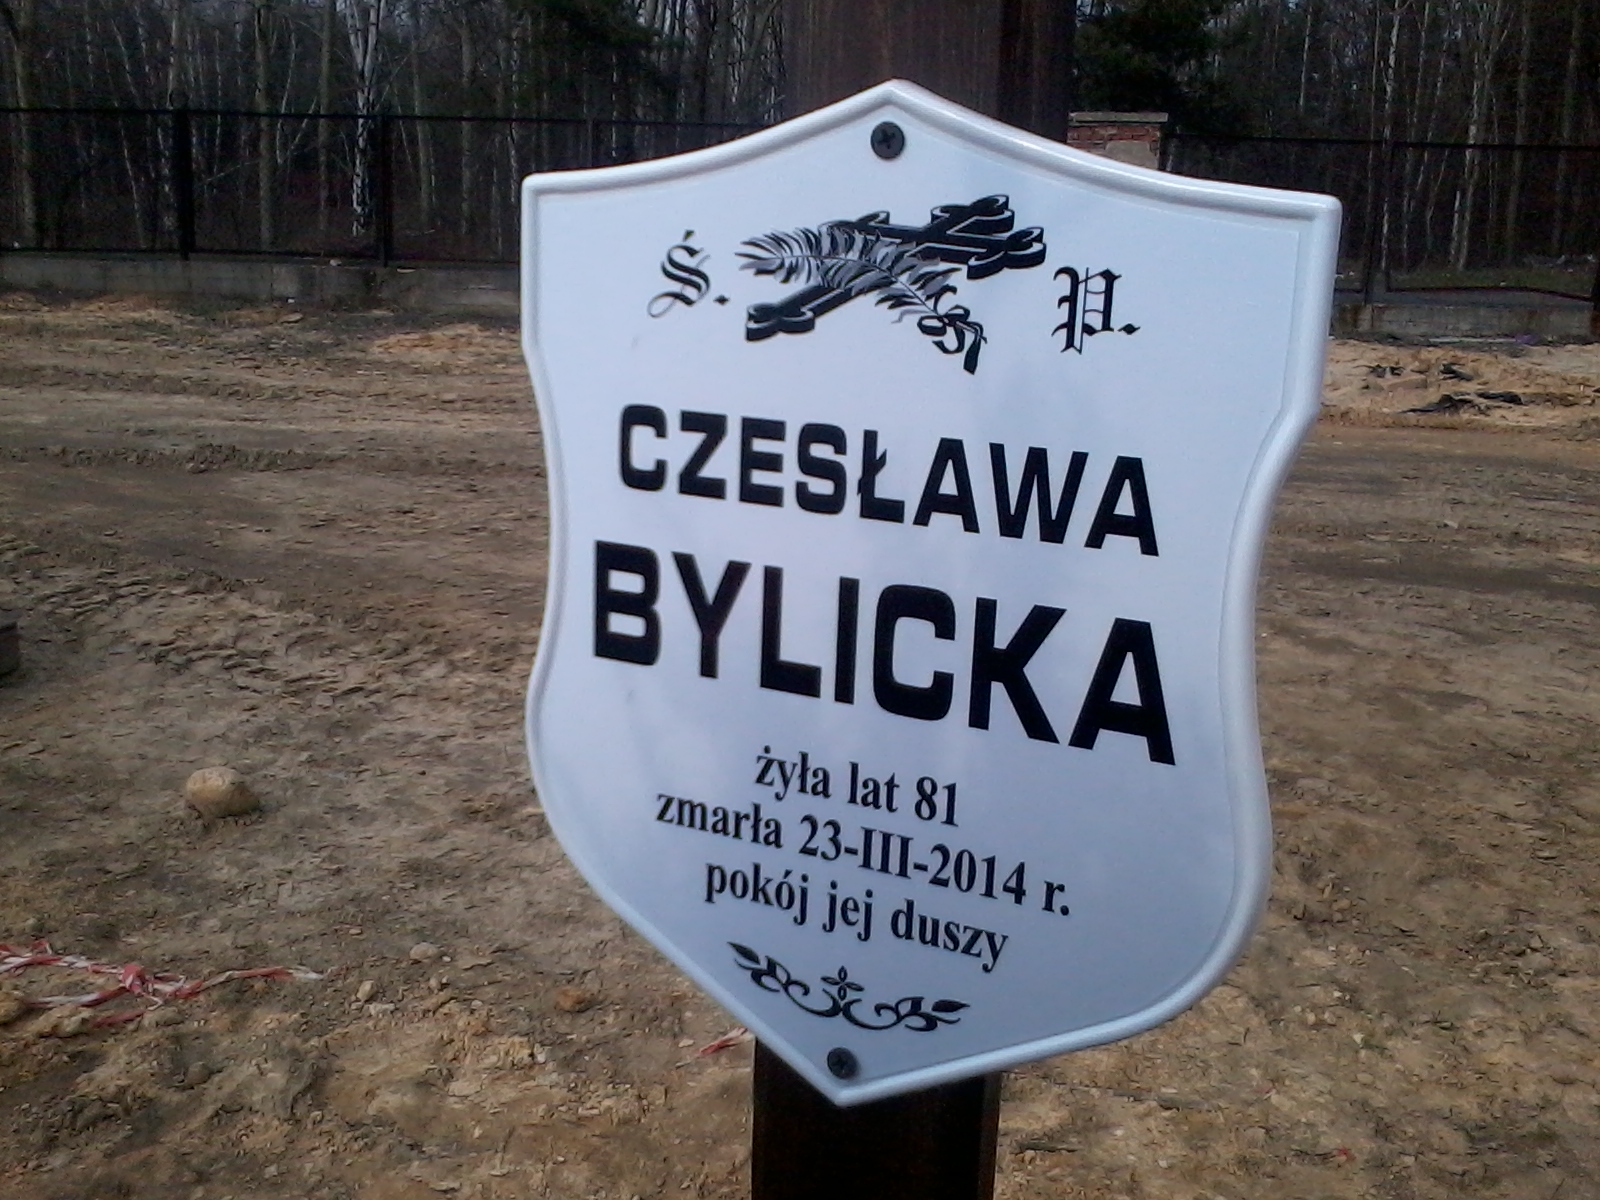 Ś. P.
CZESŁAWA
BYLICKA
żyła lat 81
zmarła 23-III-2014 r.
pokój jej duszy